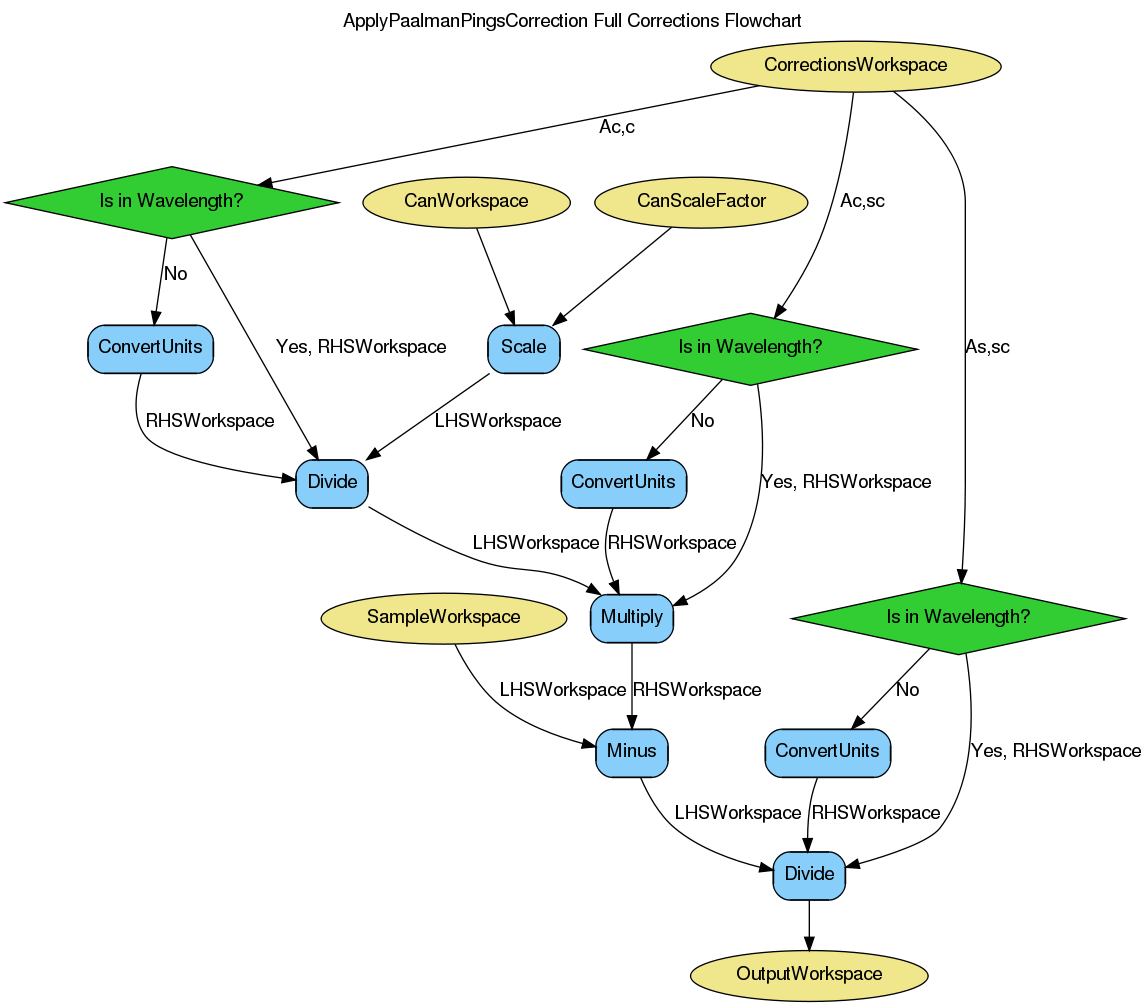 ApplyPaalmanPingsCorrection Full Corrections Flowchart
CorrectionsWorkspace
Ac,c
Is in Wavelength?
CanWorkspace
CanScaleFactor
Ac,sc
No
ConvertUnits
Yes, RHSWorkspace
Scale
Is in Wavelength?
As,sc
RHSWorkspace
LHSWorkspace
No
Divide
ConvertUnits
Yes, RHSWorkspace
LHSWorkspace
RHSWorkspace
SampleWorkspace
Multiply
Is in Wavelength?
LHSWorkspace
RHSWorkspace
No
Minus
ConvertUnits
Yes, RHSWorkspace
LHSWorkspace
RHSWorkspace
Divide
OutputWorkspace